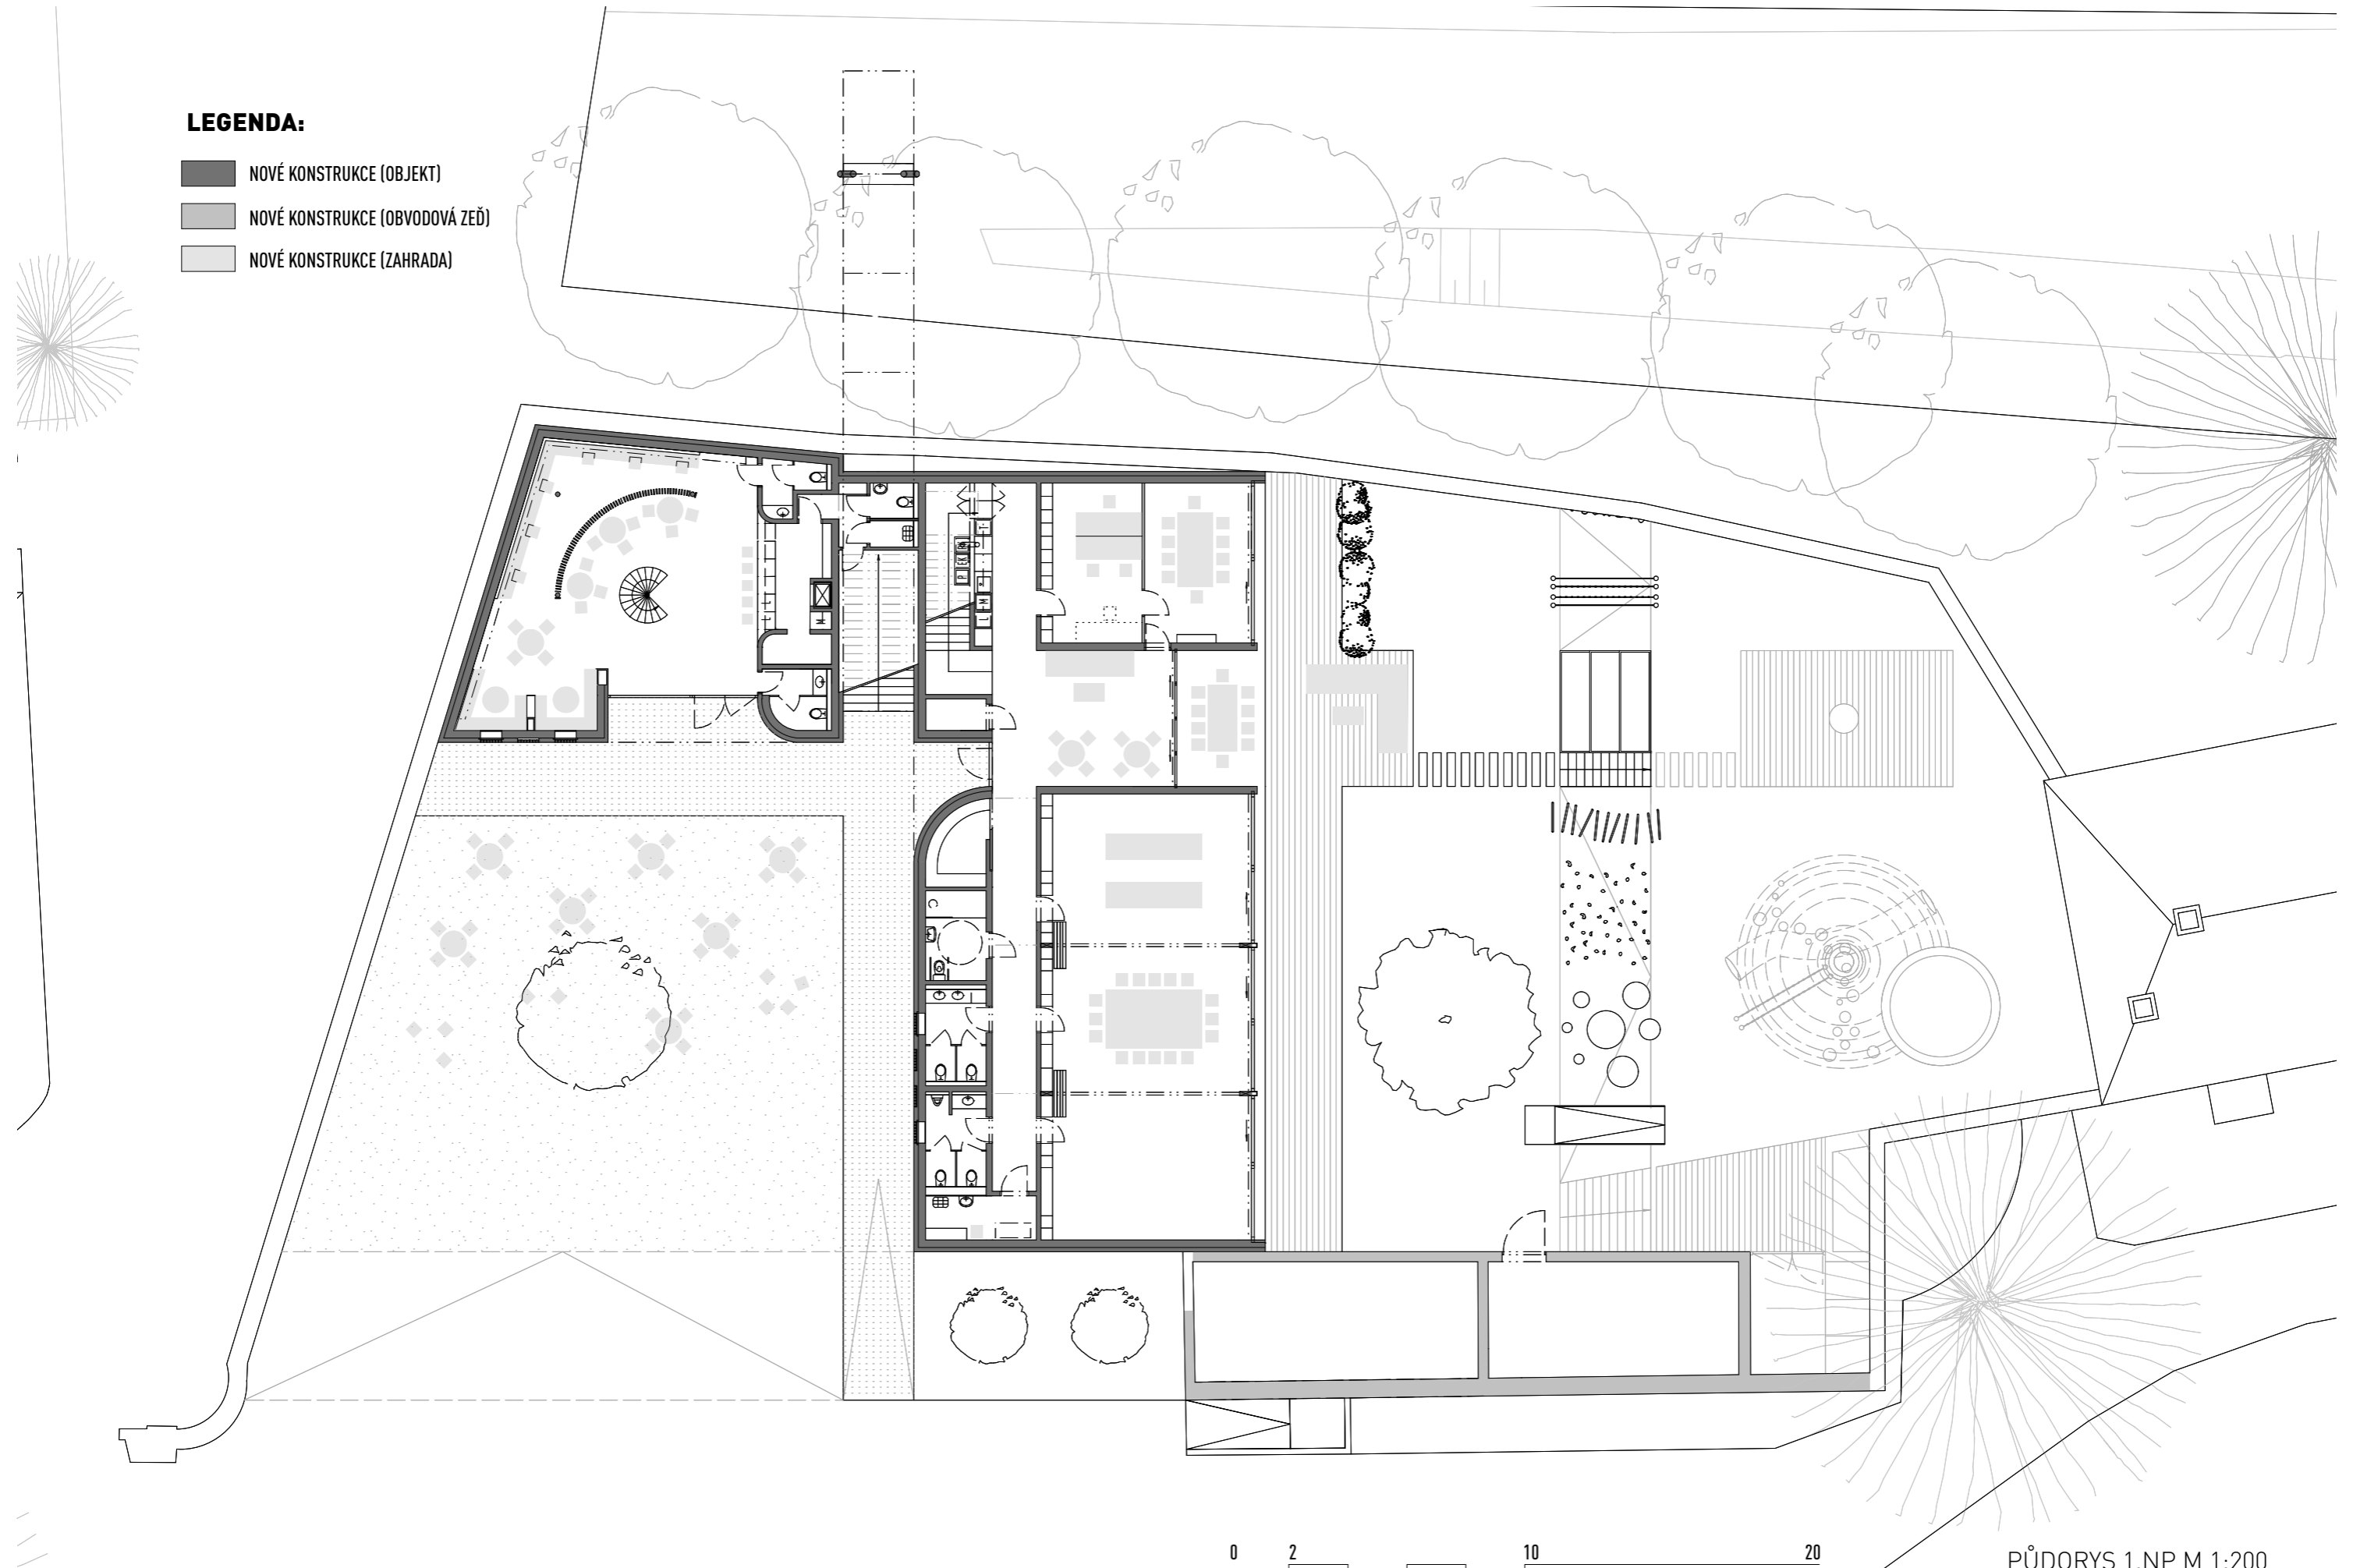 LEGENDA:
NOVÉ KONSTRUKCE (OBJEKT)
NOVÉ KONSTRUKCE (OBVODOVÁ ZEĎ)
NOVÉ KONSTRUKCE (ZAHRADA)
0 2 10 20
PŮDORYS 1.NP M 1:200